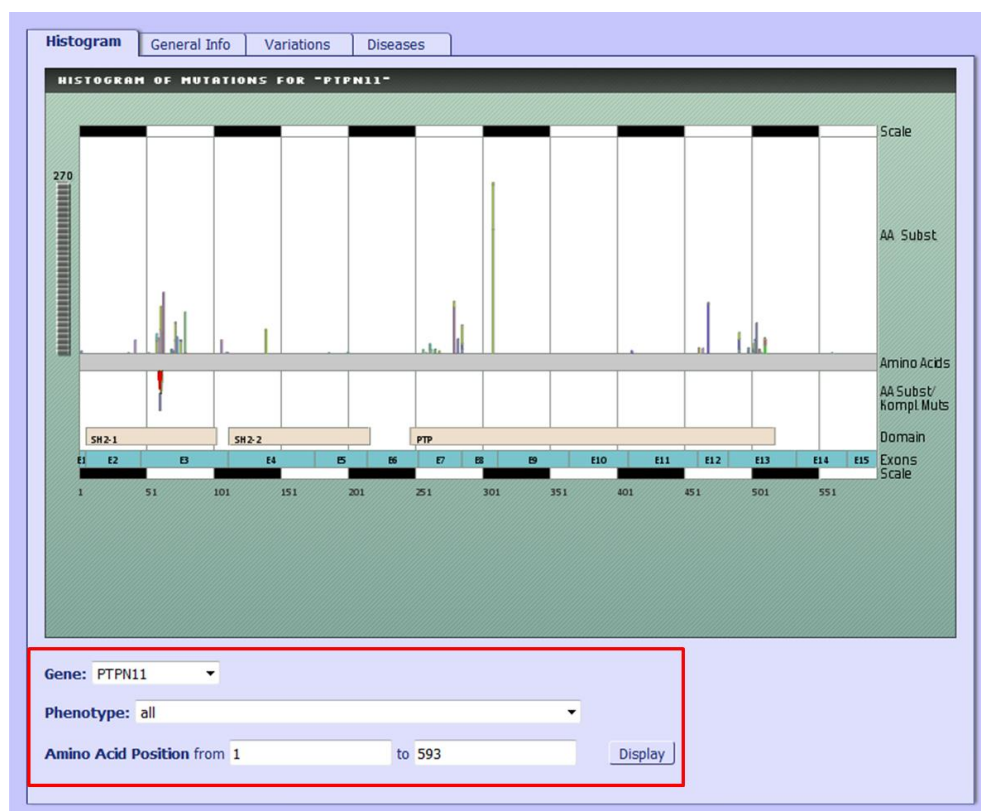 Histogram General Info Variations Diseases
HISTOGRAM OF MUTATIONS FOR "PTPN11"
Scale
270
AA Subst
Amino Acids
AA Subst/
Kompl. Muts
SH2-1 SH2-2 PTP Domain
E1 E2 E3 E4 E5 E6 E7 E8 E9 E10 E11 E12 E13 E14 E15 Exons
Scale
1 51 101 151 201 251 301 351 401 451 501 551
Gene: PTPN11
Phenotype: all
Amino Acid Position from 1 to 593 Display